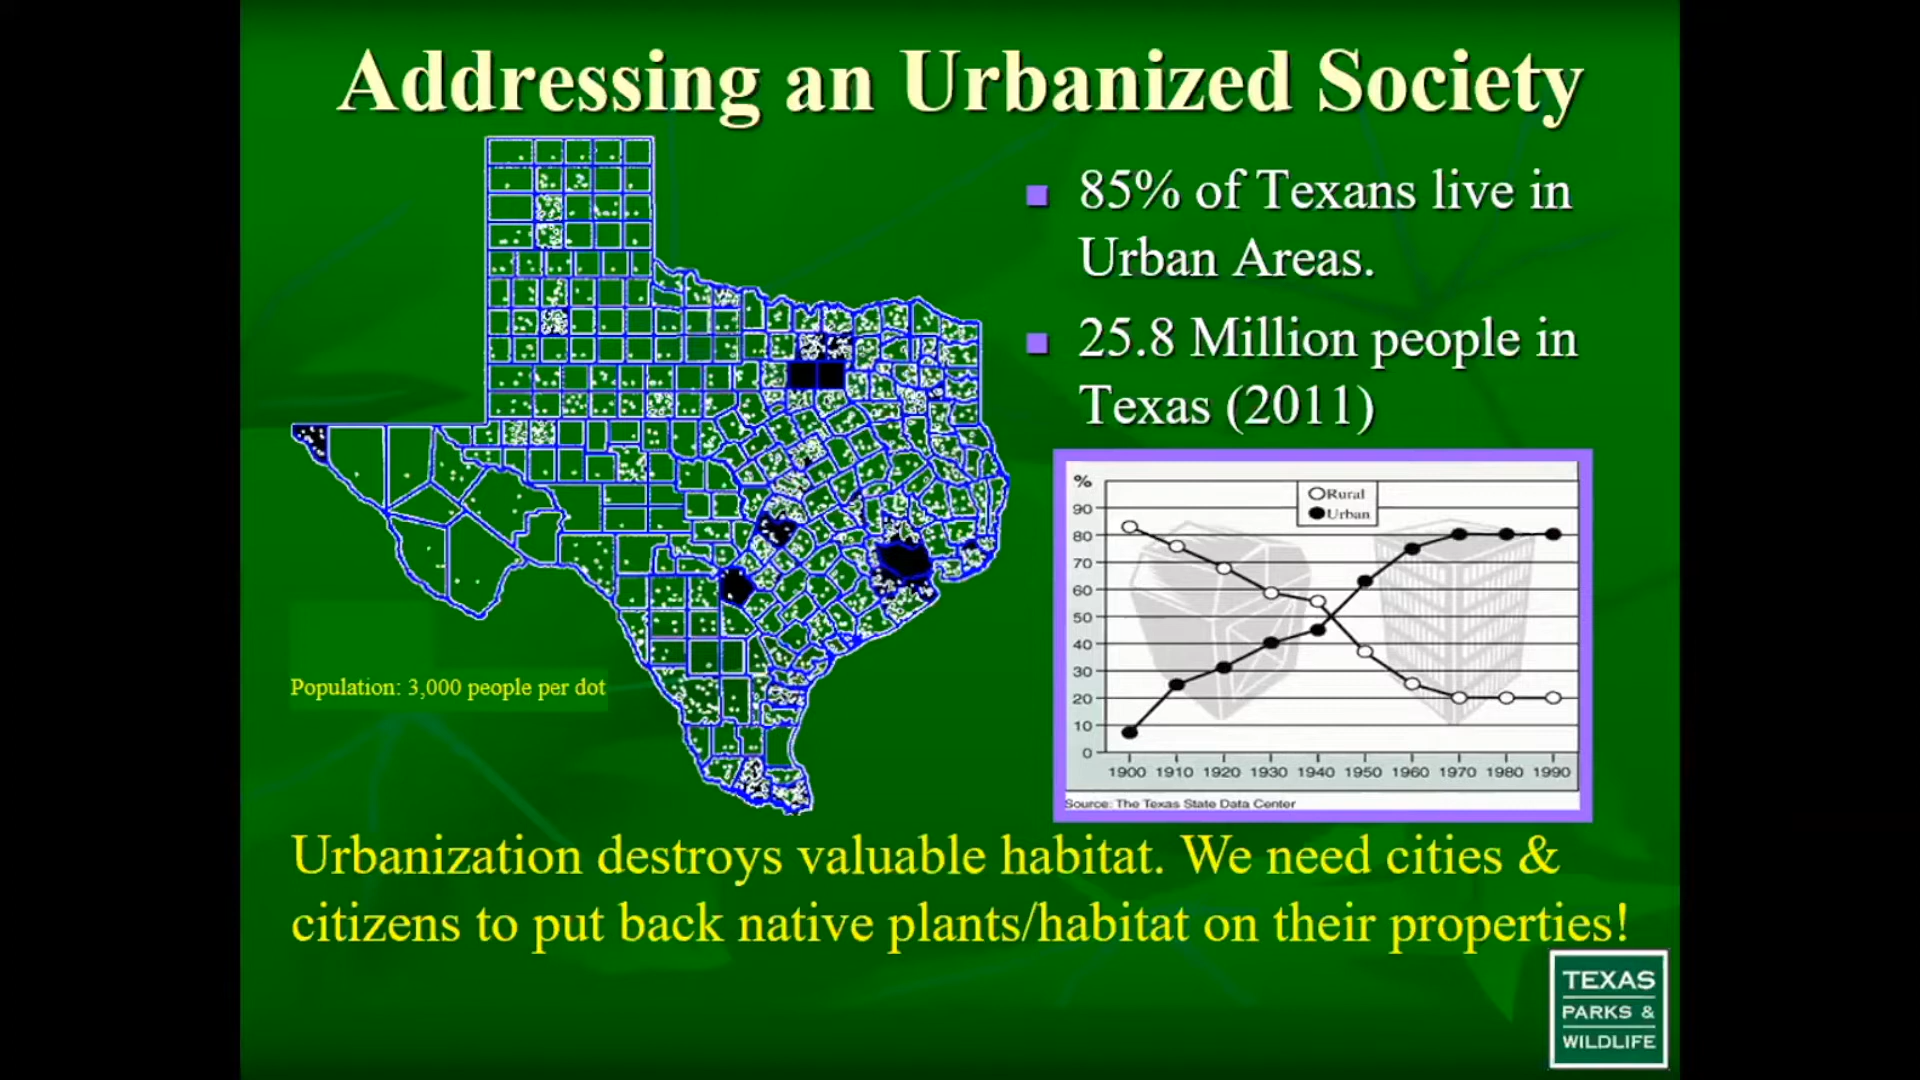 Addressing an Urbanized Society
85% of Texans live in
Urban Areas.
25.8 Million people in
Texas (2011)
Population: 3,000 people per dot
%
Rural
Urban
90
80
70
60
50
40
30
20
10
0
1900 1910 1920 1930 1940 1950 1960 1970 1980 1990
Source: The Texas State Data Center
Urbanization destroys valuable habitat. We need cities &
citizens to put back native plants/habitat on their properties!
TEXAS
PARKS &
WILDLIFE